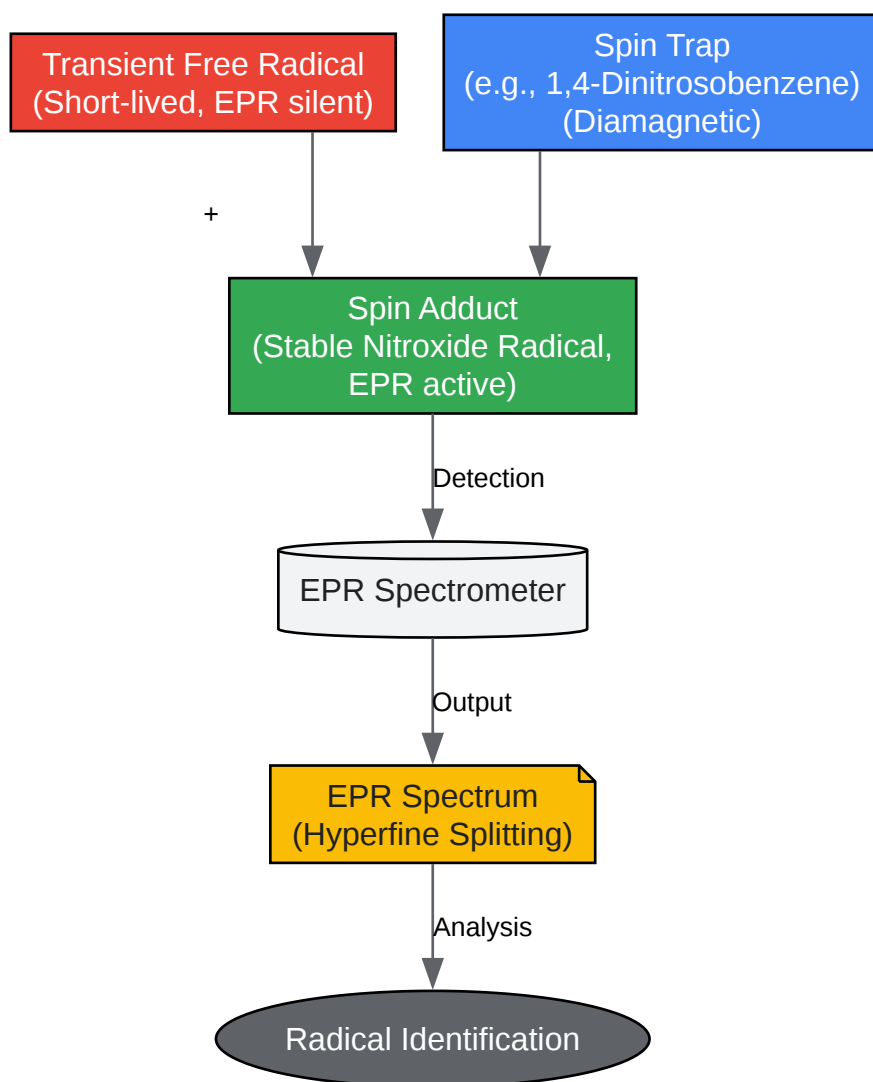 Transient Free Radical
(Short-lived, EPR silent)
Spin Trap
(e.g., 1,4-Dinitrosobenzene)
(Diamagnetic)
+
Spin Adduct
(Stable Nitroxide Radical,
EPR active)
Detection
EPR Spectrometer
Output
EPR Spectrum
(Hyperfine Splitting)
Analysis
Radical Identification